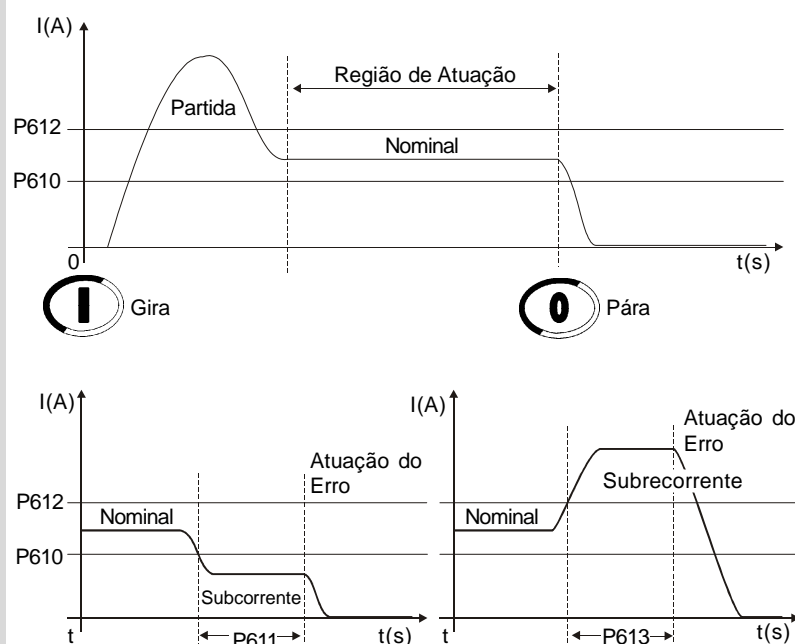 I(A)
Região de Atuação
Partida
P612
Nominal
P610
0
t(s)
I Gira
0 Pára
I(A)
Atuação do
Erro
P612
Nominal
P610
Subcorrente
t
P611
t(s)
I(A)
Atuação do
Erro
Subrecorrente
Nominal
t
P613
t(s)